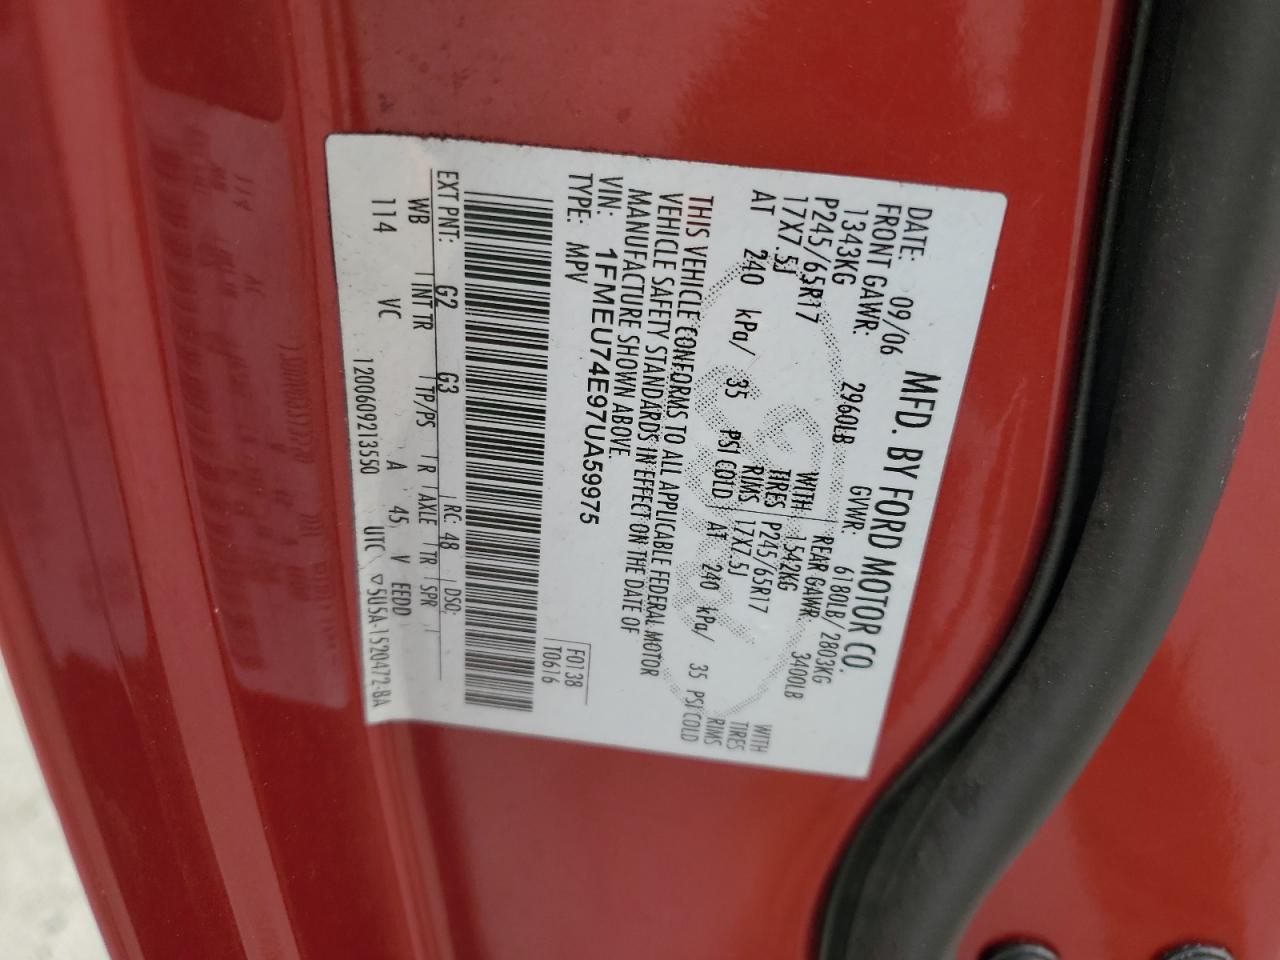 MFD. BY FORD MOTOR CO.
DATE: 09/06 GVWR: 6180LB/ 2803KG
FRONT GAWR: 2960LB REAR GAWR: 3400LB
1343KG WITH 1542KG WITH
P245/65R17 TIRES P245/65R17 TIRES
17X7.5J RIMS 17X7.5J RIMS
AT 240 kPa/ 35 PSI COLD AT 240 kPa/ 35 PSI COLD
THIS VEHICLE CONFORMS TO ALL APPLICABLE FEDERAL MOTOR
VEHICLE SAFETY STANDARDS IN EFFECT ON THE DATE OF
MANUFACTURE SHOWN ABOVE.
VIN: 1FMEU74E97UA59975
TYPE: MPV
F0138
T0616
EXT PNT: G2 G3 RC: 48 DSO:
WB INT TR TP/PS R AXLE TR SPR
114 VC A 45 V EEDD
1200609213550 UTC ▽5U5A-1520472-BA